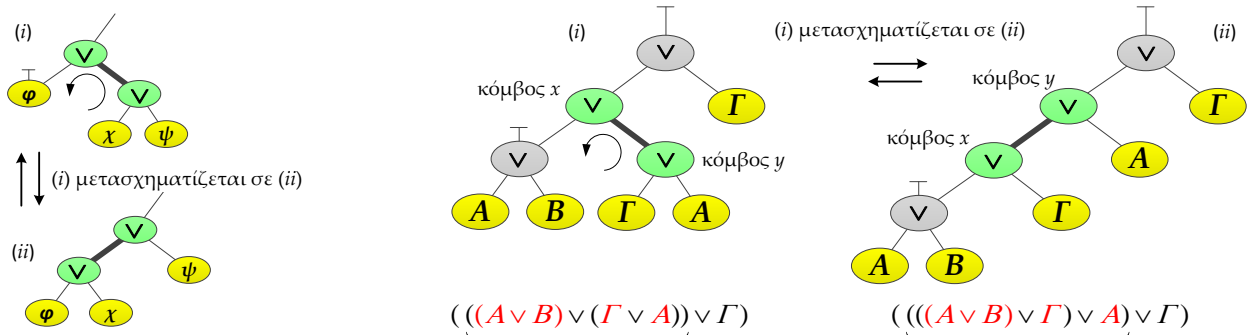 (i)
∨
φ
∨
χ ψ
(i) μετασχηματίζεται σε (ii)
∨
(ii)
∨
ψ
φ χ
(i)
∨
κόμβος x
∨
Γ
∨
∨ κόμβος y
A B Γ A
( ((A ∨ B) ∨ (Γ ∨ A)) ∨ Γ )
(i) μετασχηματίζεται σε (ii)
(ii)
∨
κόμβος y
∨
Γ
κόμβος x
∨
A
∨
Γ
A B
( (((A ∨ B) ∨ Γ) ∨ A) ∨ Γ )